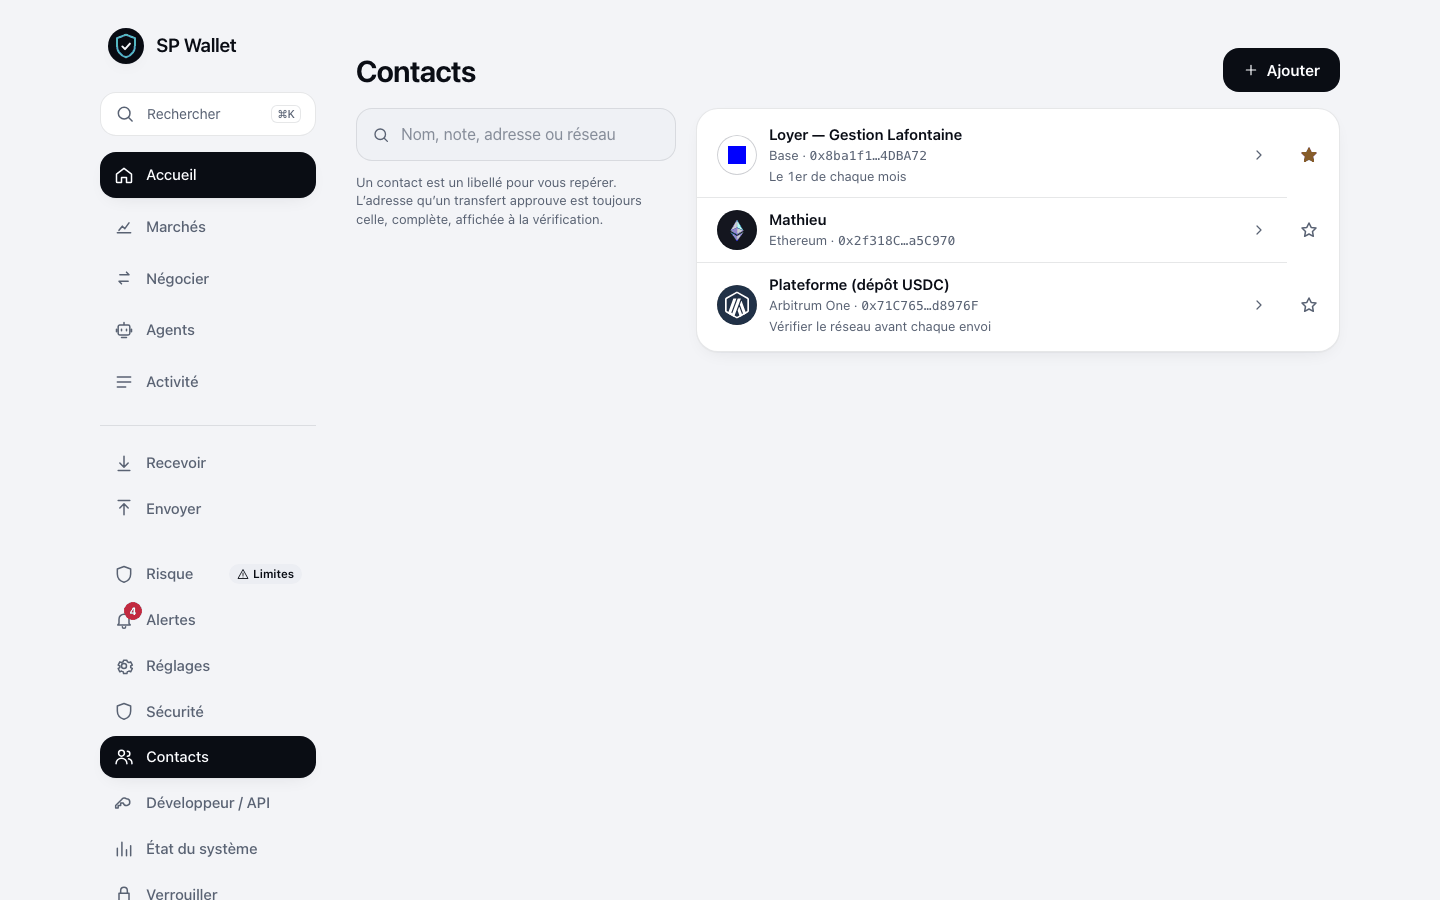 SP Wallet
Rechercher ⌘K
Accueil
Marchés
Négocier
Agents
Activité
Recevoir
Envoyer
Risque Limites
4
Alertes
Réglages
Sécurité
Contacts
Développeur / API
État du système
Verrouiller
Contacts
+ Ajouter
Nom, note, adresse ou réseau
Un contact est un libellé pour vous repérer.
L’adresse qu’un transfert approuve est toujours
celle, complète, affichée à la vérification.
Loyer — Gestion Lafontaine
Base · 0x8ba1f1…4DBA72
Le 1er de chaque mois
Mathieu
Ethereum · 0x2f318C…a5C970
Plateforme (dépôt USDC)
Arbitrum One · 0x71C765…d8976F
Vérifier le réseau avant chaque envoi